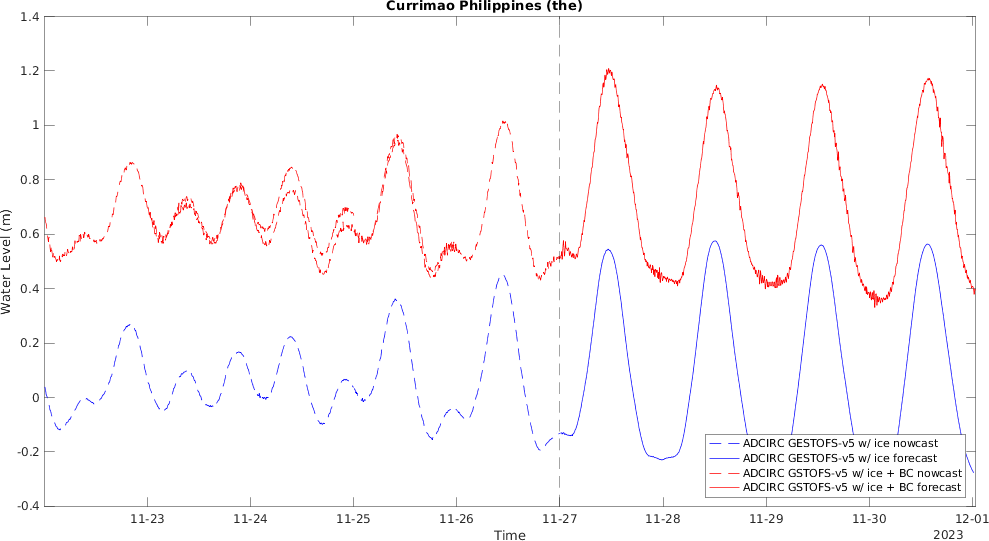 Currimao Philippines (the)
1.4
1.2
1
0.8
0.6
0.4
0.2
0
-0.2
-0.4
Water Level (m)
ADCIRC GESTOFS-v5 w/ ice nowcast
ADCIRC GESTOFS-v5 w/ ice forecast
ADCIRC GSTOFS-v5 w/ ice + BC nowcast
ADCIRC GSTOFS-v5 w/ ice + BC forecast
11-23 11-24 11-25 11-26 11-27 11-28 11-29 11-30 12-01
Time
2023